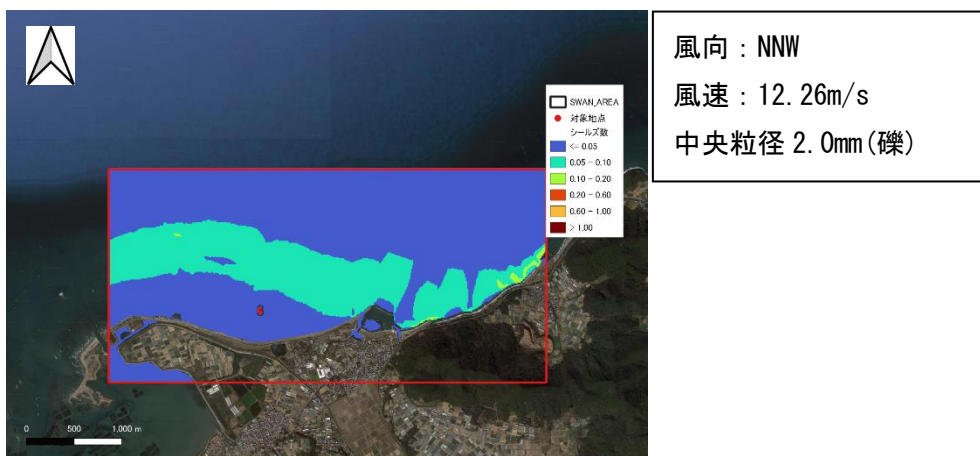 風向：NNW
風速：12.26m/s
中央粒径 2.0mm(礫)
SWAN_AREA
対象地点
シールズ数
<= 0.05
0.05 - 0.10
0.10 - 0.20
0.20 - 0.60
0.60 - 1.00
> 1.00
0 500 1,000 m